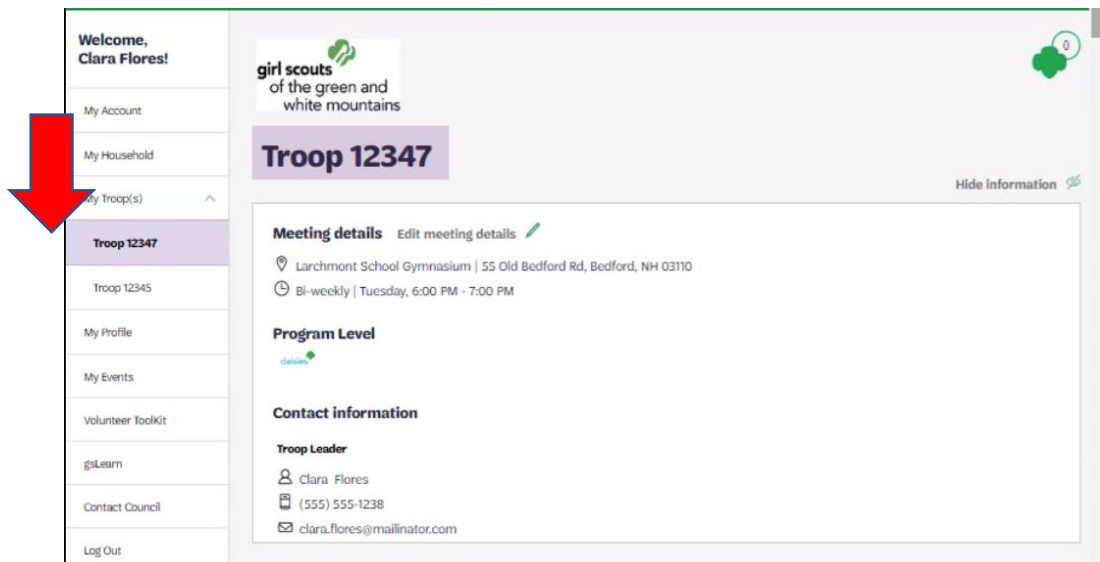 Welcome,
Clara Flores!
My Account
My Household
My Troop(s)
Troop 12347
Troop 12345
My Profile
My Events
Volunteer ToolKit
gsLearn
Contact Council
Log Out
girl scouts
of the green and
white mountains
0
Troop 12347
Hide information
Meeting details Edit meeting details
Larchmont School Gymnasium | 55 Old Bedford Rd, Bedford, NH 03110
Bi-weekly | Tuesday, 6:00 PM - 7:00 PM
Program Level
daisies
Contact information
Troop Leader
Clara Flores
(555) 555-1238
clara.flores@mailinator.com